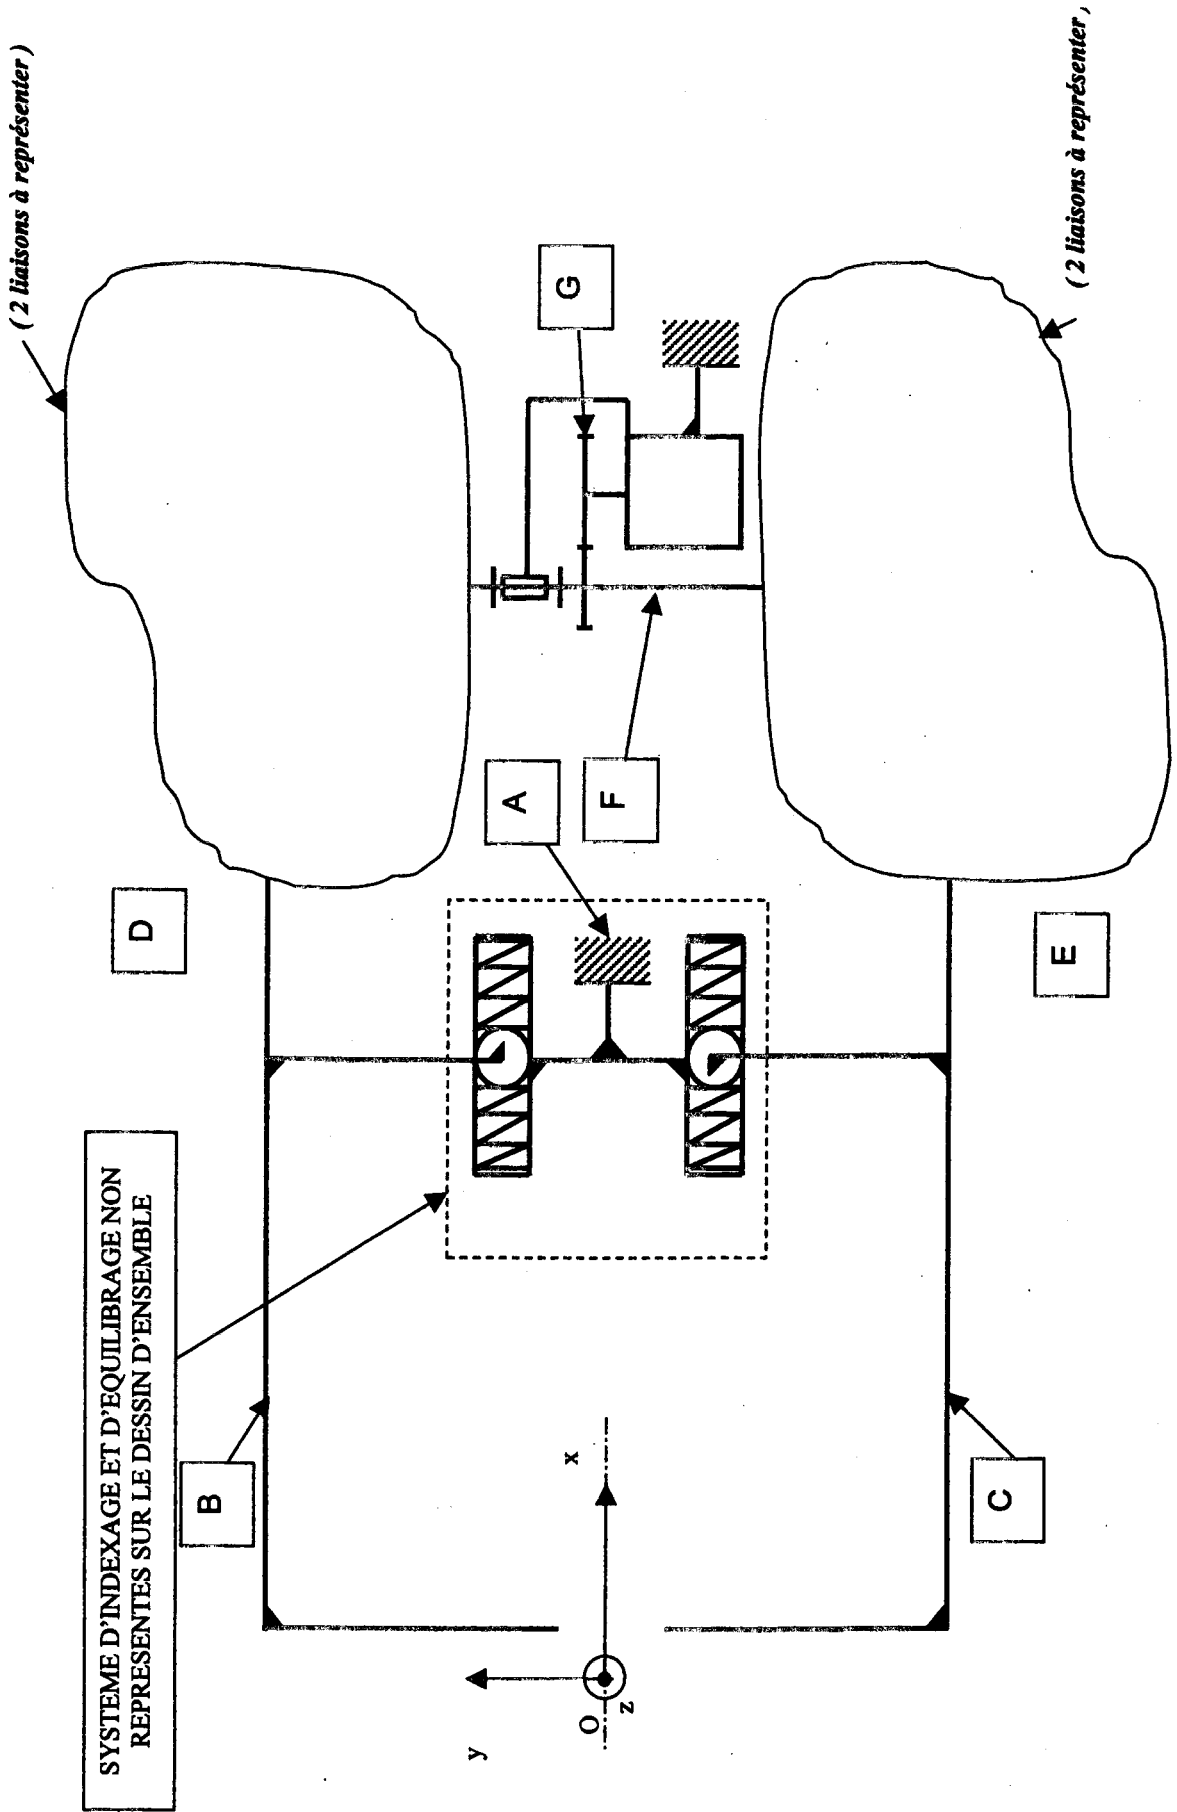 ( 2 liaisons à représenter )
( 2 liaisons à représenter )
G
D
A
F
E
SYSTEME D'INDEXAGE ET D'EQUILIBRAGE NON
REPRESENTES SUR LE DESSIN D'ENSEMBLE
B
C
x
y
O
z